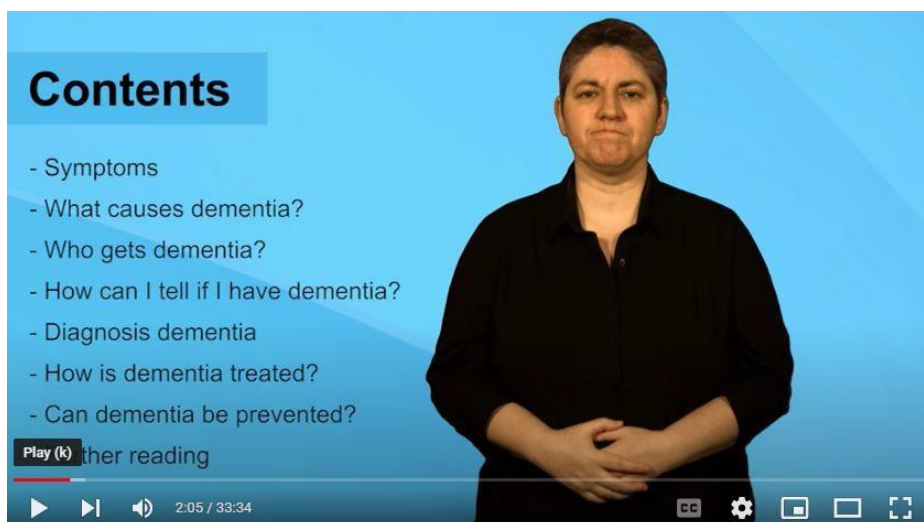 Contents
- Symptoms
- What causes dementia?
- Who gets dementia?
- How can I tell if I have dementia?
- Diagnosis dementia
- How is dementia treated?
- Can dementia be prevented?
Play (k) ther reading
2:05 / 33:34 CC